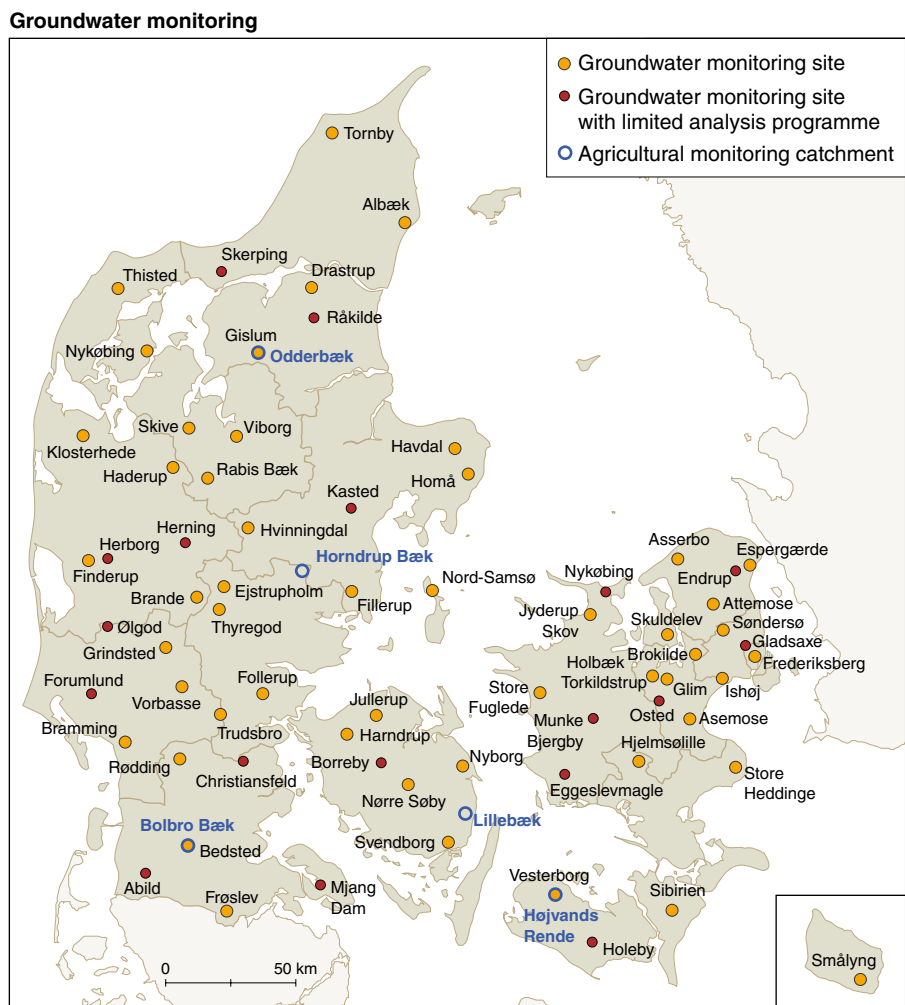 Groundwater monitoring
Groundwater monitoring site
Groundwater monitoring site
with limited analysis programme
Agricultural monitoring catchment
Tornby
Albæk
Skerping
Thisted
Drastrup
Råkilde
Gislum
Nykøbing
Odderbæk
Skive
Viborg
Klosterhede
Havdal
Haderup
Rabis Bæk
Homå
Kasted
Herning
Hvinningdal
Herborg
Asserbo
Espergærde
Horndrup Bæk
Finderup
Nykøbing
Endrup
Nord-Samsø
Ejstrupholm
Brande
Fillerup
Attemose
Jyderup
Skov
Skuldelev
Søndersø
Thyregod
Ølgod
Gladsaxe
Grindsted
Brokilde
Frederiksberg
Holbæk
Torkildstrup
Forumlund
Follerup
Glim
Ishøj
Store
Fuglede
Vorbasse
Jullerup
Osted
Asemose
Munke
Bjergby
Bramming
Trudsbro
Harndrup
Hjelmsølille
Nyborg
Borreby
Rødding
Christiansfeld
Store
Heddinge
Eggeslevmagle
Nørre Søby
Lillebæk
Bolbro Bæk
Bedsted
Svendborg
Vesterborg
Sibirien
Abild
Mjang
Dam
Frøslev
Højvands
Rende
Holeby
Smålyng
0 50 km